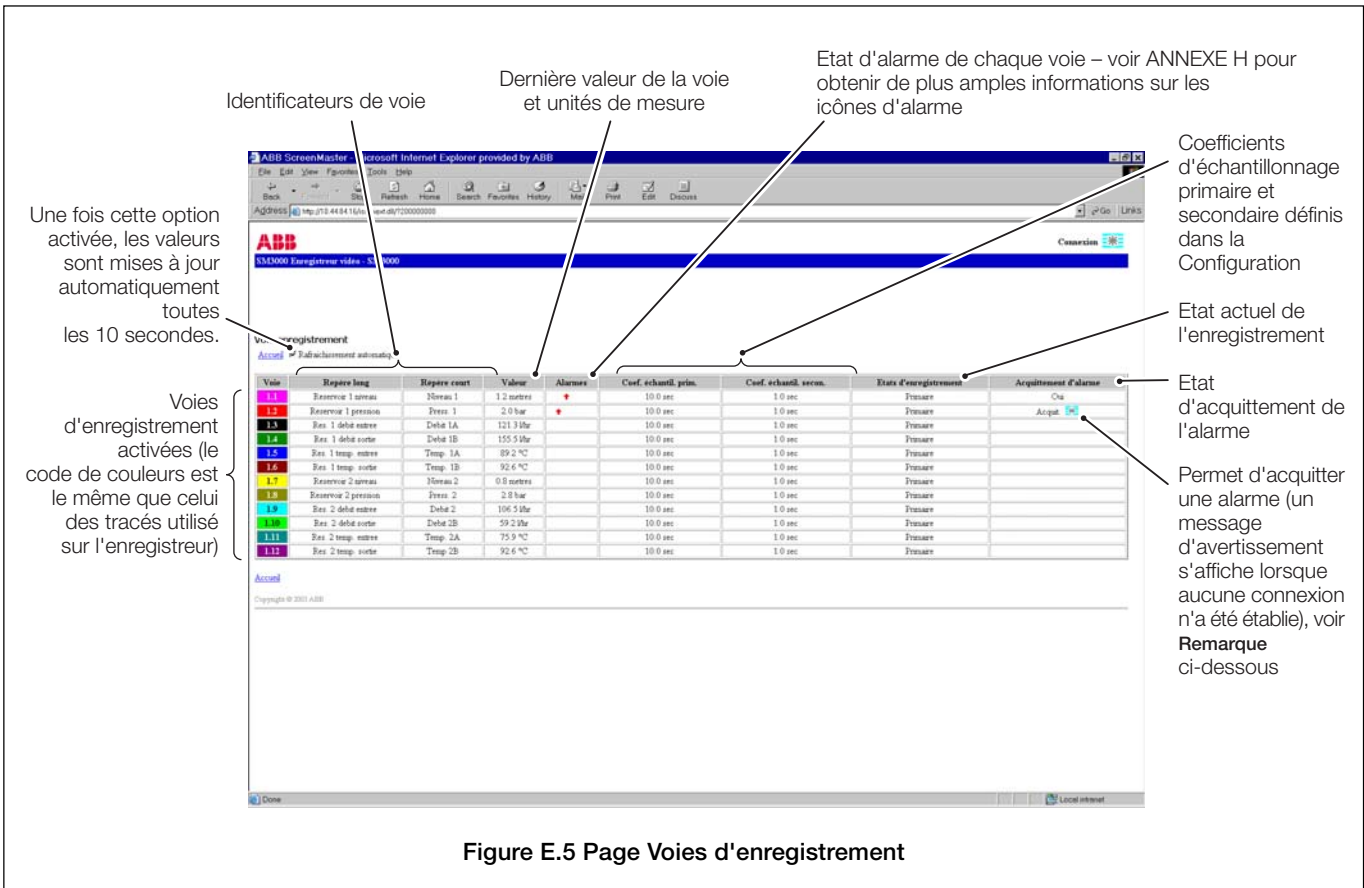 Etat d'alarme de chaque voie – voir ANNEXE H pour
obtenir de plus amples informations sur les
icônes d'alarme
Dernière valeur de la voie
et unités de mesure
Identificateurs de voie
Coefficients
d'échantillonnage
primaire et
secondaire définis
dans la
Configuration
Une fois cette option
activée, les valeurs
sont mises à jour
automatiquement
toutes
les 10 secondes.
Etat actuel de
l'enregistrement
Etat
d'acquittement de
l'alarme
Voies
d'enregistrement
activées (le
code de couleurs est
le même que celui
des tracés utilisé
sur l'enregistreur)
Permet d'acquitter
une alarme (un
message
d'avertissement
s'affiche lorsque
aucune connexion
n'a été établie), voir
Remarque
ci-dessous
ABB ScreenMaster - Microsoft Internet Explorer provided by ABB
File Edit View Favorites Tools Help
Back Refresh Home Search Favorites History Mail Print Edit Discuss
Address Go Links
ABB
Connexion
SM3000 Enregistreur video - 
enregistrement
Accueil Rafraichissement automatiq
Voie Repère long Repère court Valeur Alarmes Coef. échantil. prim. Coef. échantil. secon. Etats d'enregistrement Acquittement d'alarme
1.1 Reservoir 1 niveau Niveau 1 1.2 metres 10.0 sec 1.0 sec Primaire Oui
1.2 Reservoir 1 pression Press. 1 2.0 bar 10.0 sec 1.0 sec Primaire Acquit.
1.3 Res. 1 debit entree Debit 1A 121.3 l/hr 10.0 sec 1.0 sec Primaire
1.4 Res. 1 debit sortie Debit 1B 155.5 l/hr 10.0 sec 1.0 sec Primaire
1.5 Res. 1 temp. entree Temp. 1A 89.2 °C 10.0 sec 1.0 sec Primaire
1.6 Res. 1 temp. sortie Temp. 1B 92.6 °C 10.0 sec 1.0 sec Primaire
1.7 Reservoir 2 niveau Niveau 2 0.8 metres 10.0 sec 1.0 sec Primaire
1.8 Reservoir 2 pression Press. 2 2.8 bar 10.0 sec 1.0 sec Primaire
1.9 Res. 2 debit entree Debit 2 106.5 l/hr 10.0 sec 1.0 sec Primaire
1.10 Res. 2 debit sortie Debit 2B 59.2 l/hr 10.0 sec 1.0 sec Primaire
1.11 Res. 2 temp. entree Temp. 2A 75.9 °C 10.0 sec 1.0 sec Primaire
1.12 Res. 2 temp. sortie Temp 2B 92.6 °C 10.0 sec 1.0 sec Primaire
Accueil
Copyright © 2001 ABB
Done Local intranet
Figure E.5 Page Voies d'enregistrement